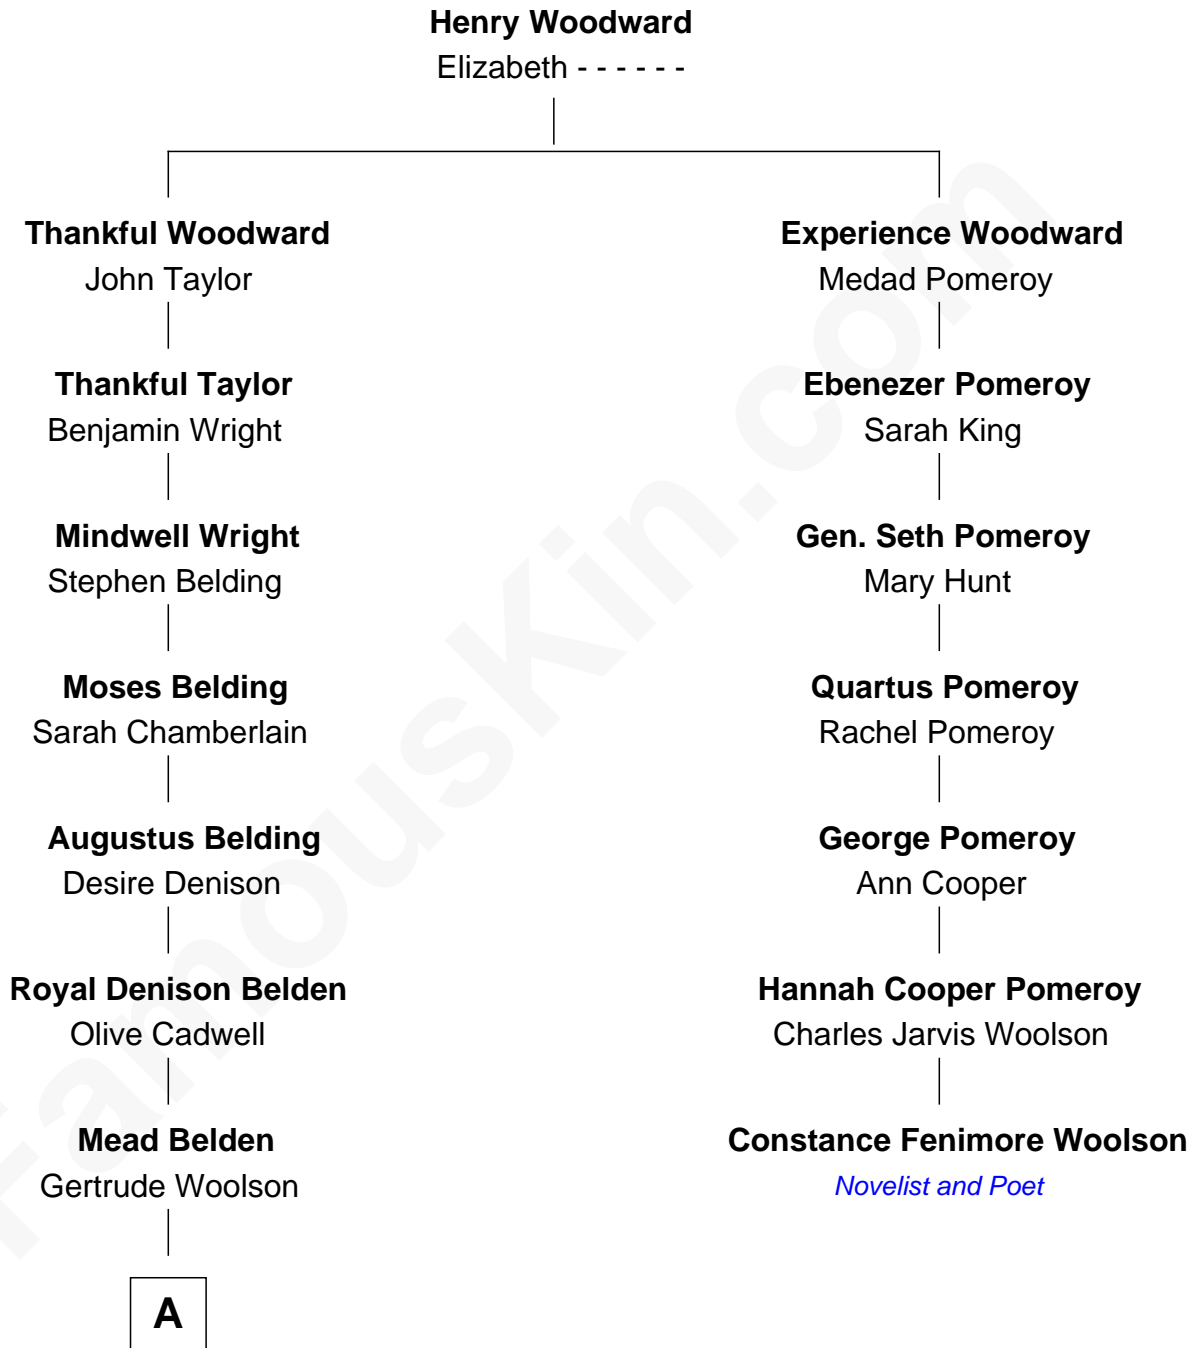 Henry Woodward
Elizabeth - - - - - -
Thankful Woodward
John Taylor
Experience Woodward
Medad Pomeroy
Thankful Taylor
Benjamin Wright
Ebenezer Pomeroy
Sarah King
Mindwell Wright
Stephen Belding
Gen. Seth Pomeroy
Mary Hunt
Moses Belding
Sarah Chamberlain
Quartus Pomeroy
Rachel Pomeroy
Augustus Belding
Desire Denison
George Pomeroy
Ann Cooper
Royal Denison Belden
Olive Cadwell
Hannah Cooper Pomeroy
Charles Jarvis Woolson
Mead Belden
Gertrude Woolson
Constance Fenimore Woolson
Novelist and Poet
A
FamousKin.com